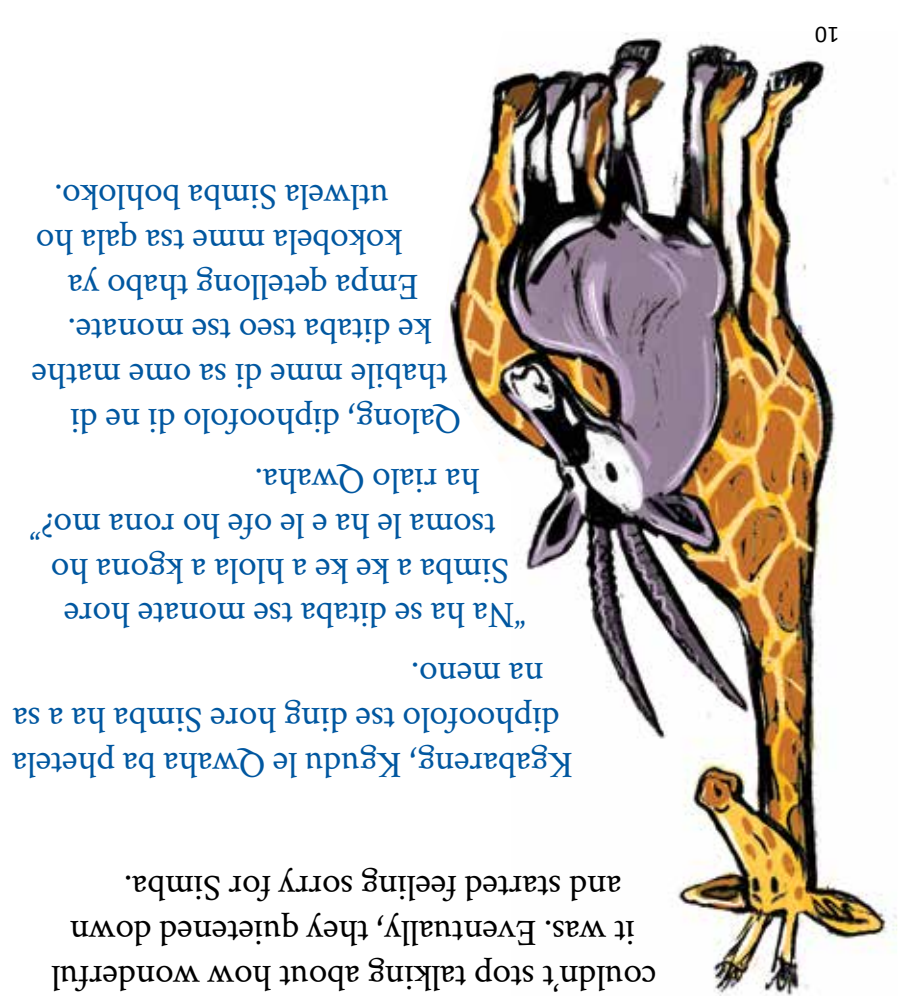 couldn't stop talking about how wonderful
it was. Eventually, they quietened down
and started feeling sorry for Simba.
Kgabareng, Kgudu le Qwaha ba phetela
diphoofolo tse ding hore Simba ha a sa
na meno.
"Na ha se ditaba tse monate hore
Simba a ke ke a hlola a kgona ho
tsoma le ha e le ofe ho rona mo?"
ha rialo Qwaha.
Qalong, diphoofolo di ne di
thabile mme di sa ome mathe
ke ditaba tseo tse monate.
Empa qetellong thabo ya
kokobela mme tsa qala ho
utlwela Simba bohloko.
10